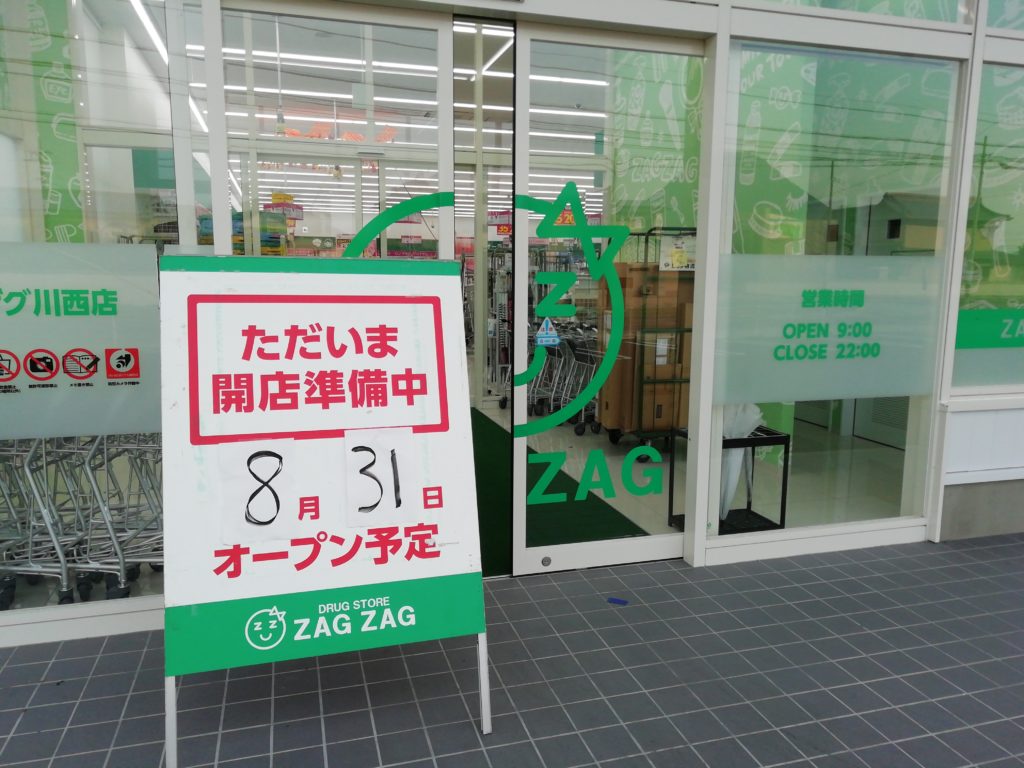 グ川西店
ただいま
開店準備中
8月31日
オープン予定
DRUG STORE
ZAG ZAG
ZAG
ZAGZAG
営業時間
OPEN 9:00
CLOSE 22:00